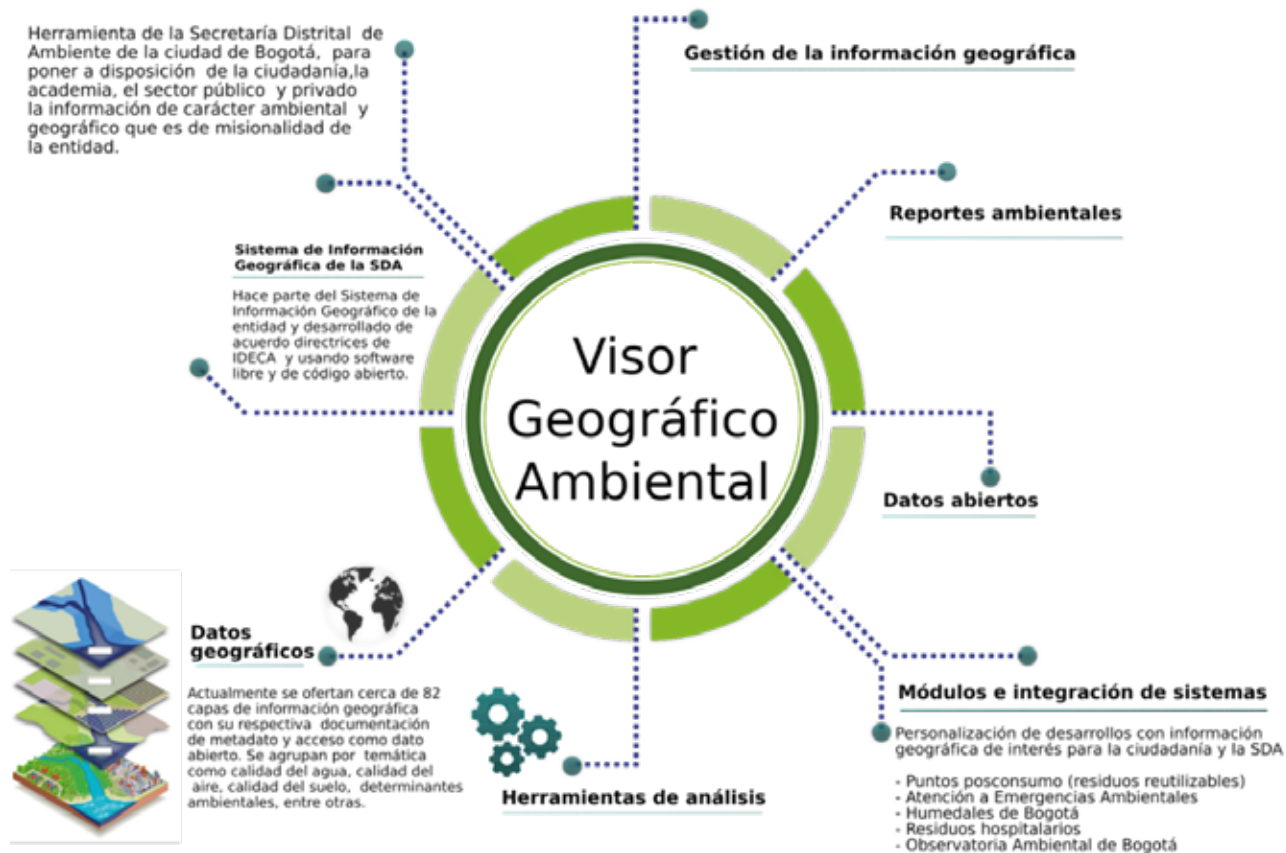 Herramienta de la Secretaría Distrital de
Ambiente de la ciudad de Bogotá, para
poner a disposición de la ciudadanía,la
academia, el sector público y privado
la información de carácter ambiental y
geográfico que es de misionalidad de
la entidad.
Gestión de la información geográfica
Reportes ambientales
Sistema de Información
Geográfica de la SDA
Hace parte del Sistema de
Información Geográfico de la
entidad y desarrollado de
acuerdo directrices de
IDECA y usando software
libre y de código abierto.
Visor
Geográfico
Ambiental
Datos abiertos
Datos
geográficos
Actualmente se ofertan cerca de 82
capas de información geográfica
con su respectiva documentación
de metadato y acceso como dato
abierto. Se agrupan por temática
como calidad del agua, calidad del
aire, calidad del suelo, determinantes
ambientales, entre otras.
Herramientas de análisis
Módulos e integración de sistemas
Personalización de desarrollos con información
geográfica de interés para la ciudadanía y la SDA
- Puntos posconsumo (residuos reutilizables)
- Atención a Emergencias Ambientales
- Humedales de Bogotá
- Residuos hospitalarios
- Observatoria Ambiental de Bogotá